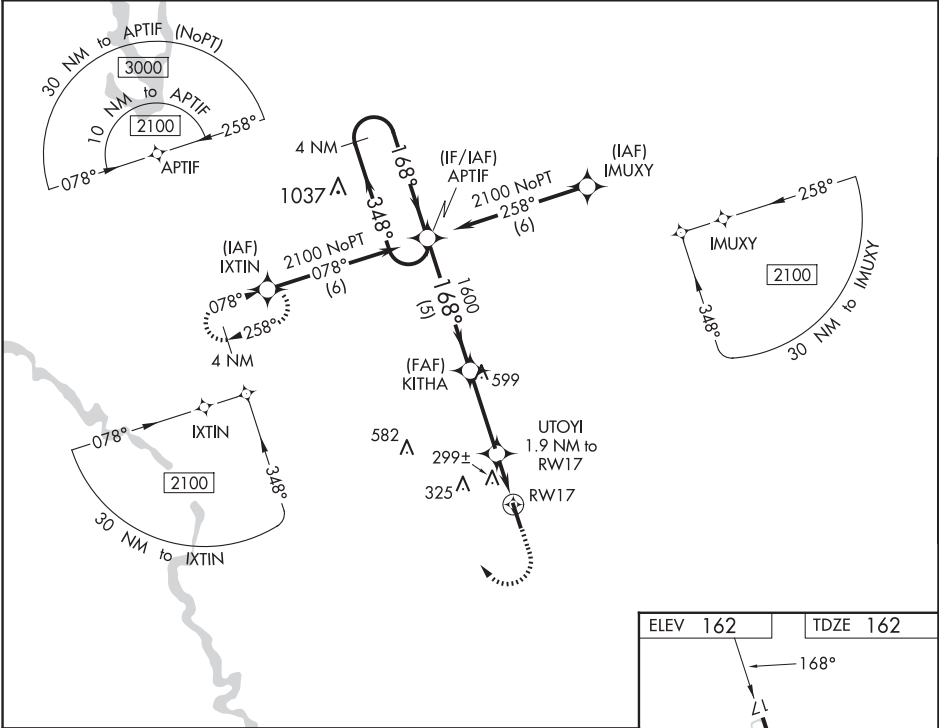 30 NM to APTIF (NoPT)
3000
10 NM to APTIF
2100
258°
078°
APTIF
4 NM
168°
348°
1037
(IF/IAF)
APTIF
(IAF)
IMUXY
2100 NoPT
258°
(6)
258°
IMUXY
2100
348°
30 NM to IMUXY
(IAF)
IXTIN
2100 NoPT
078°
(6)
078°
258°
4 NM
1600
168°
(5)
(FAF)
KITHA
599
078°
IXTIN
2100
348°
30 NM to IXTIN
582
299±
325
UTOYI
1.9 NM to
RW17
RW17
ELEV 162
TDZE 162
168°
17